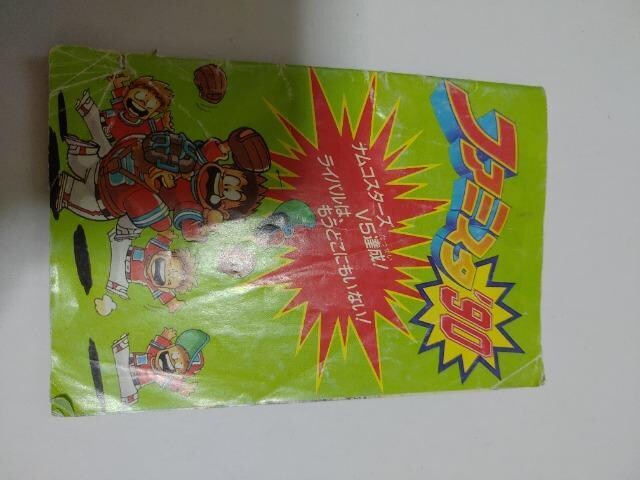 ファミスタ
'90
ナムコスターズ
V5達成!
ライバルは、
もうどこにもいない!